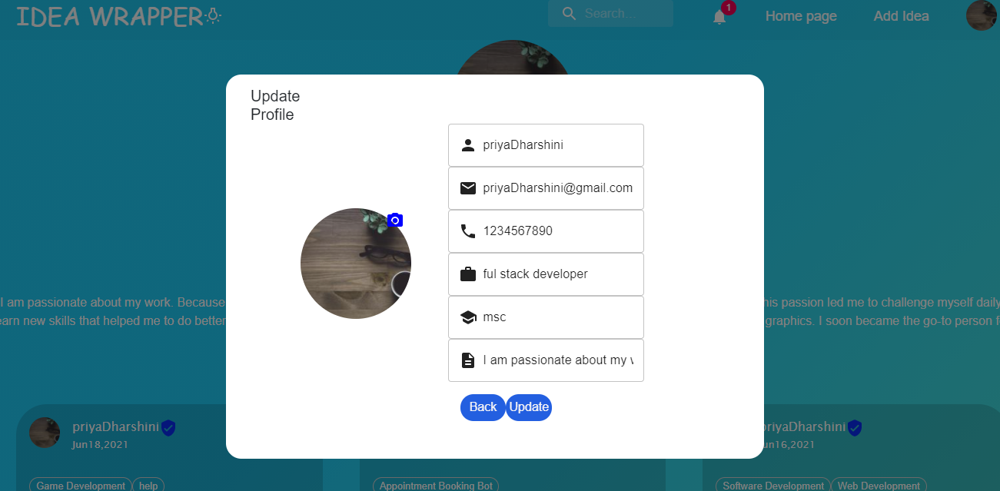 IDEA WRAPPER
Search...
1
Home page
Add Idea
Update
Profile
priyaDharshini
priyaDharshini@gmail.com
1234567890
ful stack developer
msc
I am passionate about my
Back
Update
I am passionate about my work. Because
his passion led me to challenge myself daily
earn new skills that helped me to do better
graphics. I soon became the go-to person f
priyaDharshini
Jun18,2021
Game Development
help
Appointment Booking Bot
priyaDharshini
un16,2021
Software Development
Web Development